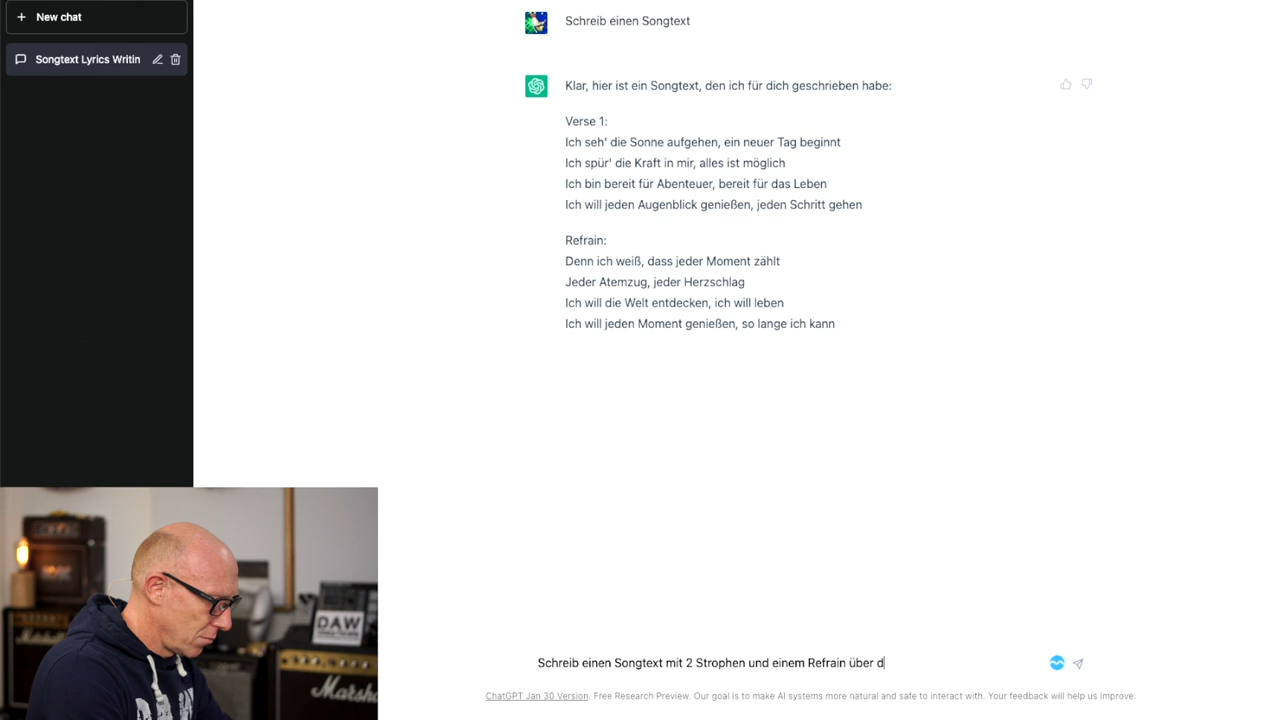 New chat
Songtext Lyrics Writin
Schreib einen Songtext
Klar, hier ist ein Songtext, den ich für dich geschrieben habe:
Verse 1:
Ich seh' die Sonne aufgehen, ein neuer Tag beginnt
Ich spür' die Kraft in mir, alles ist möglich
Ich bin bereit für Abenteuer, bereit für das Leben
Ich will jeden Augenblick genießen, jeden Schritt gehen
Refrain:
Denn ich weiß, dass jeder Moment zählt
Jeder Atemzug, jeder Herzschlag
Ich will die Welt entdecken, ich will leben
Ich will jeden Moment genießen, so lange ich kann
Schreib einen Songtext mit 2 Strophen und einem Refrain über d
ChatGPT Jan 30 Version. Free Research Preview. Our goal is to make AI systems more natural and safe to interact with. Your feedback will help us improve.
DAW
Marshall